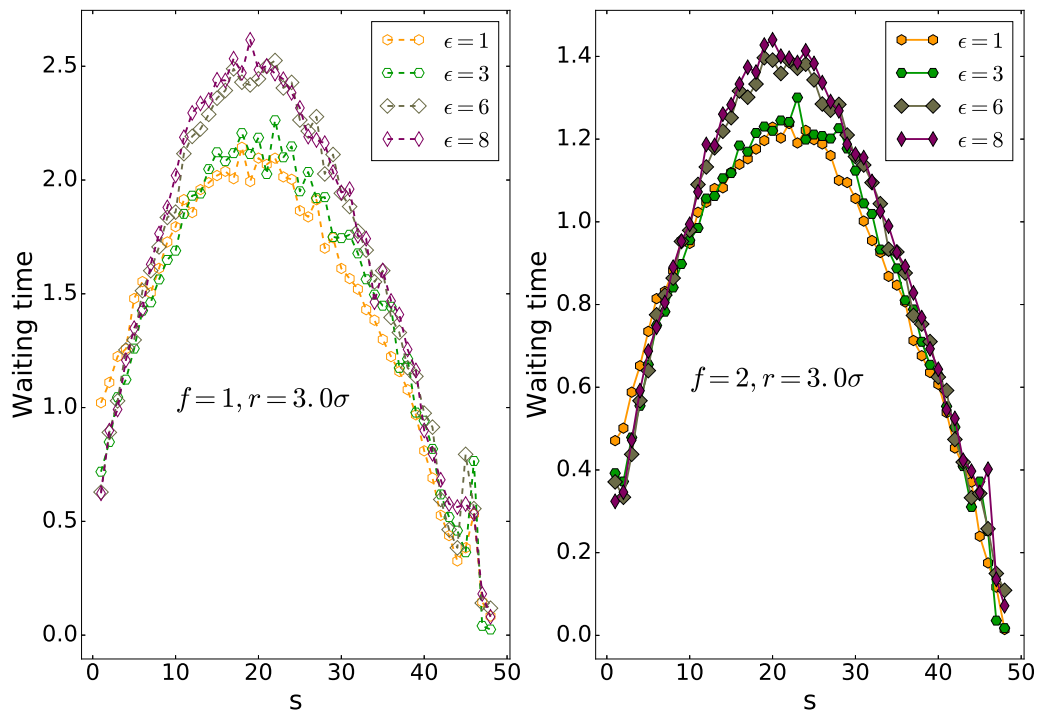 2.5
2.0
1.5
1.0
0.5
0.0
Waiting time
0 10 20 30 40 50
s
ϵ = 1
ϵ = 3
ϵ = 6
ϵ = 8
f = 1, r = 3.0σ
1.4
1.2
1.0
0.8
0.6
0.4
0.2
0.0
Waiting time
0 10 20 30 40 50
s
ϵ = 1
ϵ = 3
ϵ = 6
ϵ = 8
f = 2, r = 3.0σ